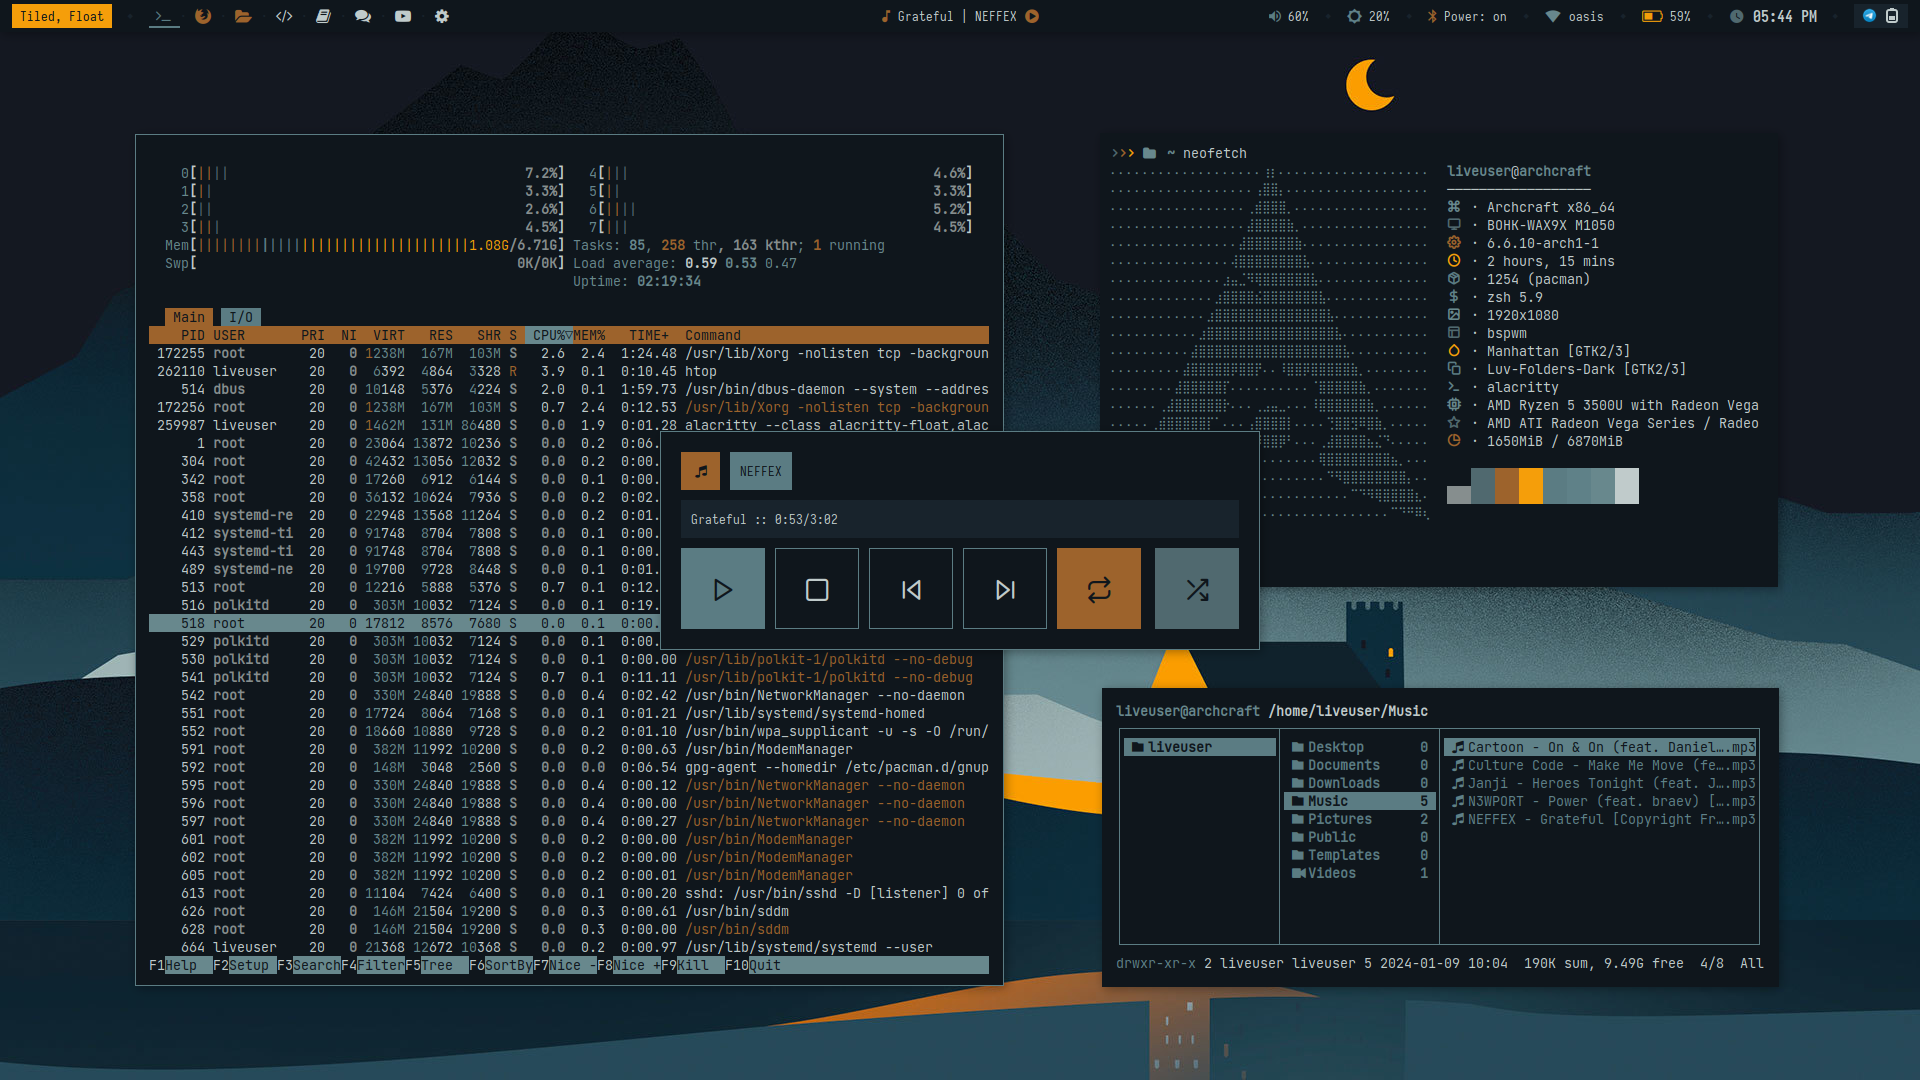 Tiled, Float
Grateful | NEFFEX
60%
20%
Power: on
oasis
59%
05:44 PM
0[|||| 7.2%] 4[||| 4.6%]
1[|| 3.3%] 5[|| 3.3%]
2[|| 2.6%] 6[|||| 5.2%]
3[||| 4.5%] 7[||| 4.5%]
Mem[||||||||||||||||||||||||||||||||||1.08G/6.71G] Tasks: 85, 258 thr, 163 kthr; 1 running
Swp[ 0K/0K] Load average: 0.59 0.53 0.47
Uptime: 02:19:34
Main I/O
PID USER PRI NI VIRT RES SHR S CPU%▽MEM% TIME+ Command
172255 root 20 0 1238M 167M 103M S 2.6 2.4 1:24.48 /usr/lib/Xorg -nolisten tcp -backgroun
262110 liveuser 20 0 6392 4864 3328 R 3.9 0.1 0:10.45 htop
514 dbus 20 0 10148 5376 4224 S 2.0 0.1 1:59.73 /usr/bin/dbus-daemon --system --addres
172256 root 20 0 1238M 167M 103M S 0.7 2.4 0:12.53 /usr/lib/Xorg -nolisten tcp -backgroun
259987 liveuser 20 0 1462M 131M 86480 S 0.0 1.9 0:01.28 alacritty --class alacritty-float,alac
1 root 20 0 23064 13872 10236 S 0.0 0.2 0:06.
304 root 20 0 42432 13056 12032 S 0.0 0.2 0:00.
342 root 20 0 17260 6912 6144 S 0.0 0.1 0:00.
358 root 20 0 36132 10624 7936 S 0.0 0.2 0:02.
410 systemd-re 20 0 22948 13568 11264 S 0.0 0.2 0:01.
412 systemd-ti 20 0 91748 8704 7808 S 0.0 0.1 0:00.
443 systemd-ti 20 0 91748 8704 7808 S 0.0 0.1 0:00.
489 systemd-ne 20 0 19700 9728 8448 S 0.0 0.1 0:01.
513 root 20 0 12216 5888 5376 S 0.7 0.1 0:12.
516 polkitd 20 0 303M 10032 7124 S 0.0 0.1 0:19.
518 root 20 0 17812 8576 7680 S 0.0 0.1 0:00.
529 polkitd 20 0 303M 10032 7124 S 0.0 0.1 0:00.
530 polkitd 20 0 303M 10032 7124 S 0.0 0.1 0:00.00 /usr/lib/polkit-1/polkitd --no-debug
541 polkitd 20 0 303M 10032 7124 S 0.7 0.1 0:11.11 /usr/lib/polkit-1/polkitd --no-debug
542 root 20 0 330M 24840 19888 S 0.0 0.4 0:02.42 /usr/bin/NetworkManager --no-daemon
551 root 20 0 17724 8064 7168 S 0.0 0.1 0:01.21 /usr/lib/systemd/systemd-homed
552 root 20 0 18660 10880 9728 S 0.0 0.2 0:01.10 /usr/bin/wpa_supplicant -u -s -O /run/
591 root 20 0 382M 11992 10200 S 0.0 0.2 0:00.63 /usr/bin/ModemManager
592 root 20 0 148M 3048 2560 S 0.0 0.0 0:06.54 gpg-agent --homedir /etc/pacman.d/gnup
595 root 20 0 330M 24840 19888 S 0.0 0.4 0:00.12 /usr/bin/NetworkManager --no-daemon
596 root 20 0 330M 24840 19888 S 0.0 0.4 0:00.00 /usr/bin/NetworkManager --no-daemon
597 root 20 0 330M 24840 19888 S 0.0 0.4 0:00.27 /usr/bin/NetworkManager --no-daemon
601 root 20 0 382M 11992 10200 S 0.0 0.2 0:00.00 /usr/bin/ModemManager
602 root 20 0 382M 11992 10200 S 0.0 0.2 0:00.00 /usr/bin/ModemManager
605 root 20 0 382M 11992 10200 S 0.0 0.2 0:00.01 /usr/bin/ModemManager
613 root 20 0 11104 7424 6400 S 0.0 0.1 0:00.20 sshd: /usr/bin/sshd -D [listener] 0 of
626 root 20 0 146M 21504 19200 S 0.0 0.3 0:00.61 /usr/bin/sddm
628 root 20 0 146M 21504 19200 S 0.0 0.3 0:00.00 /usr/bin/sddm
664 liveuser 20 0 21368 12672 10368 S 0.0 0.2 0:00.97 /usr/lib/systemd/systemd --user
F1Help F2Setup F3SearchF4FilterF5Tree F6SortByF7Nice -F8Nice +F9Kill F10Quit
NEFFEX
Grateful :: 0:53/3:02
~ neofetch
liveuser@archcraft
· Archcraft x86_64
· BOHK-WAX9X M1050
· 6.6.10-arch1-1
· 2 hours, 15 mins
· 1254 (pacman)
· zsh 5.9
· 1920x1080
· bspwm
· Manhattan [GTK2/3]
· Luv-Folders-Dark [GTK2/3]
· alacritty
· AMD Ryzen 5 3500U with Radeon Vega
· AMD ATI Radeon Vega Series / Radeo
· 1650MiB / 6870MiB
liveuser@archcraft /home/liveuser/Music
liveuser
Desktop 0
Documents 0
Downloads 0
Music 5
Pictures 2
Public 0
Templates 0
Videos 1
Cartoon - On & On (feat. Daniel….mp3
Culture Code - Make Me Move (fe….mp3
Janji - Heroes Tonight (feat. J….mp3
N3WPORT - Power (feat. braev) [….mp3
NEFFEX - Grateful [Copyright Fr….mp3
drwxr-xr-x 2 liveuser liveuser 5 2024-01-09 10:04 190K sum, 9.49G free 4/8 All